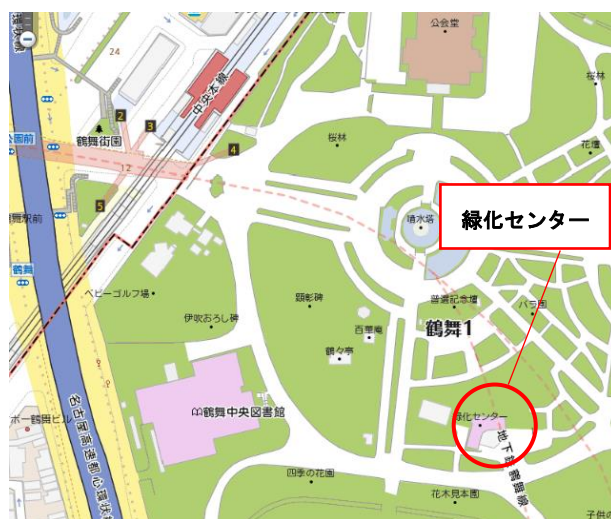 公会堂
24
中央本線
桜林
2
3
鶴舞街園
桜林
花壇
公園前
12
4
緑化センター
5
噴水塔
鶴舞
ベビーゴルフ場
顕彰碑
普選記念壇
バラ園
伊吹おろし碑
百華庵
鶴舞1
鶴々亭
鶴舞中央図書館
緑化センター
地下鉄鶴舞線
名古屋高速都心環状
四季の花園
花木見本園
子供の